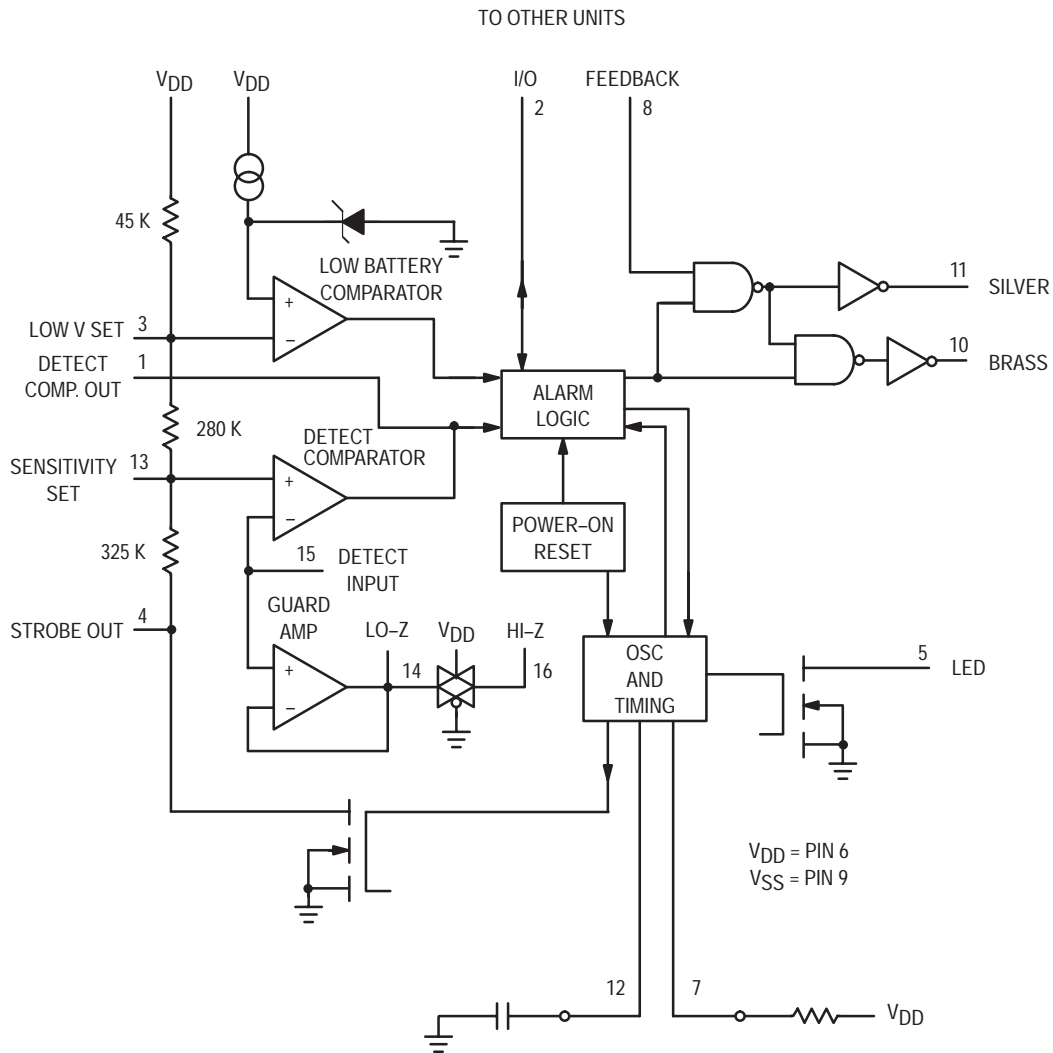 TO OTHER UNITS
VDD
VDD
I/O
2
FEEDBACK
8
45 K
LOW BATTERY
COMPARATOR
+
–
LOW V SET
3
DETECT
COMP. OUT
1
11
SILVER
10
BRASS
ALARM
LOGIC
280 K
DETECT
COMPARATOR
SENSITIVITY
SET
13
+
–
POWER–ON
RESET
325 K
15
DETECT
INPUT
STROBE OUT
4
GUARD
AMP
LO–Z
14
VDD
HI–Z
16
+
–
OSC
AND
TIMING
5
LED
VDD = PIN 6
VSS = PIN 9
12
7
VDD